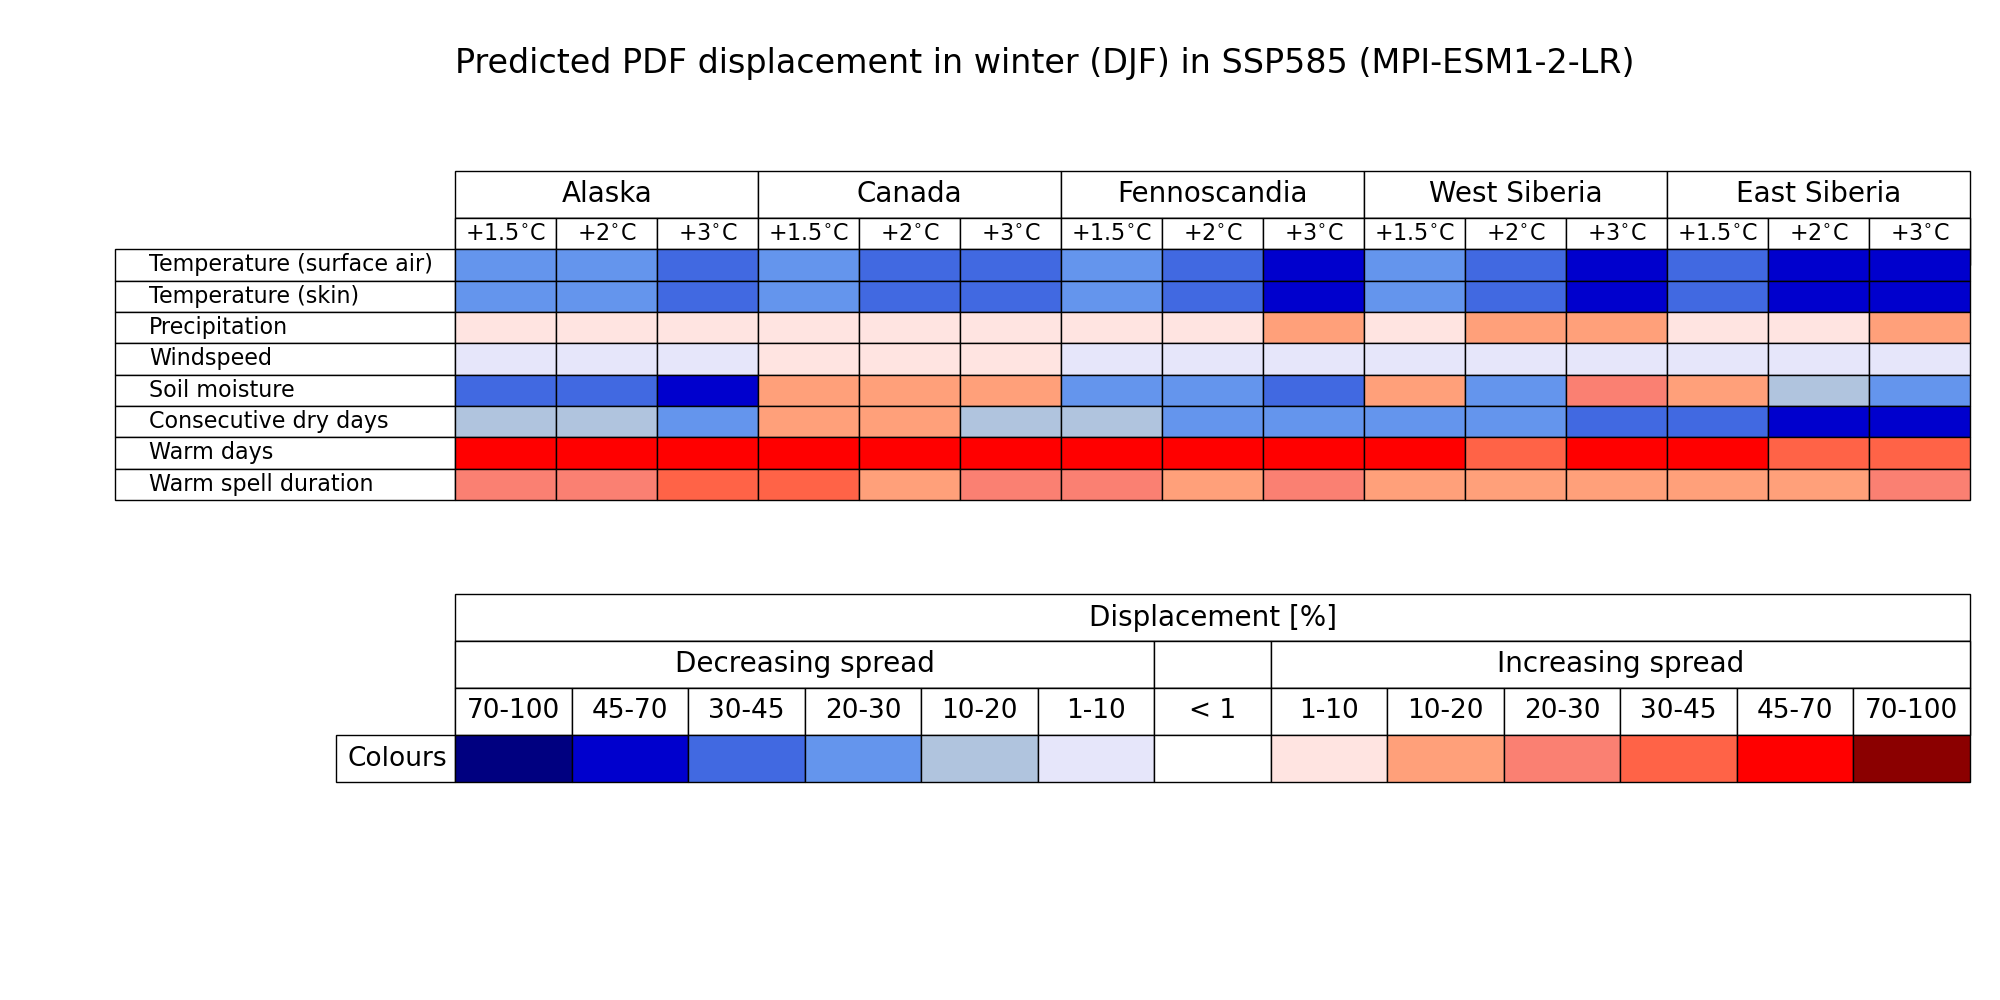 Predicted PDF displacement in winter (DJF) in SSP585 (MPI-ESM1-2-LR)
Alaska Canada Fennoscandia West Siberia East Siberia
+1.5°C +2°C +3°C +1.5°C +2°C +3°C +1.5°C +2°C +3°C +1.5°C +2°C +3°C +1.5°C +2°C +3°C
Temperature (surface air)
Temperature (skin)
Precipitation
Windspeed
Soil moisture
Consecutive dry days
Warm days
Warm spell duration
Displacement [%]
Decreasing spread Increasing spread
70-100 45-70 30-45 20-30 10-20 1-10 < 1 1-10 10-20 20-30 30-45 45-70 70-100
Colours